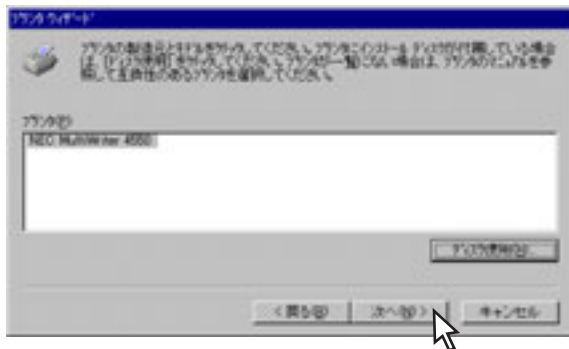 プリンタ ウィザード
プリンタの製造元とモデルをクリックしてください。プリンタにインストール ディスクが付属している場合
は、[ディスク使用] をクリックしてください。プリンタが一覧にない場合は、プリンタのマニュアルを参
照して互換性のあるプリンタを選択してください。
プリンタ(P)
NEC MultiWriter 4550
ディスク使用(H)...
< 戻る(B)
次へ(N) >
キャンセル